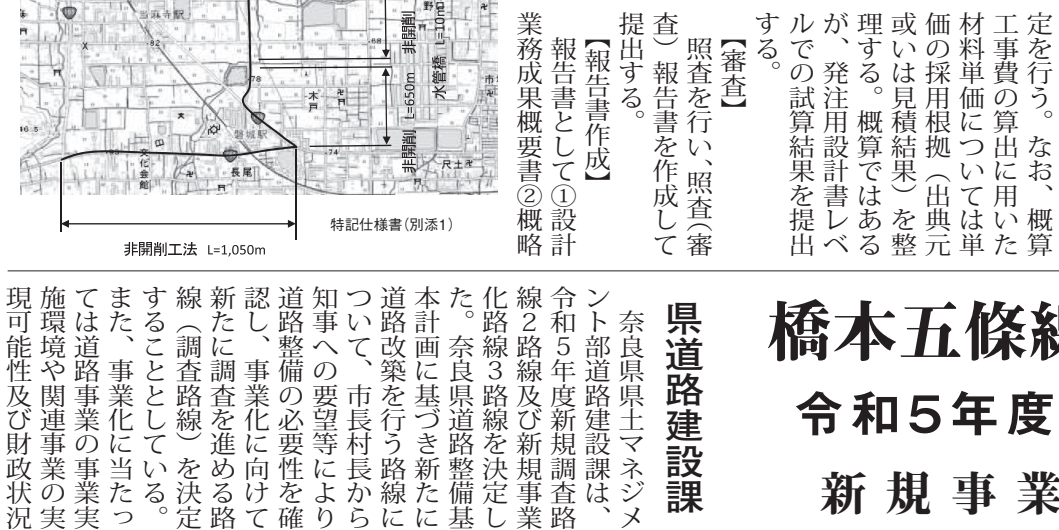 定を行う。なお、概算
工事費の算出に用いた
材料単価については単
価の採用根拠（出典元
或いは見積結果）を整
理する。概算ではある
が、発注用設計書レベ
ルでの試算結果を提出
する。
【審査】
照査を行い、照査（審
査）報告書を作成して
提出する。
【報告書作成】
報告書として①設計
業務成果概要書②概略
当麻寺駅
82
68
78
木戸
磐城駅
74
尺土
長尾
文化会館
非開削
水管橋 L=10m
非開削 L=650m
特記仕様書（別添1）
非開削工法 L=1,050m
橋本五條線
令和5年度
新規事業
県道路建設課
奈良県県土マネジメ
ント部道路建設課は、
令和5年度新規調査路
線2路線及び新規事業
化路線3路線を決定し
た。奈良県道路整備基
本計画に基づき新たに
道路改築を行う路線に
ついて、市長村長から
知事への要望等により
道路整備の必要性を確
認し、事業化に向けて
新たに調査を進める路
線（調査路線）を決定
することとしている。
また、事業化に当たっ
ては道路事業の事業実
施環境や関連事業の実
現可能性及び財政状況